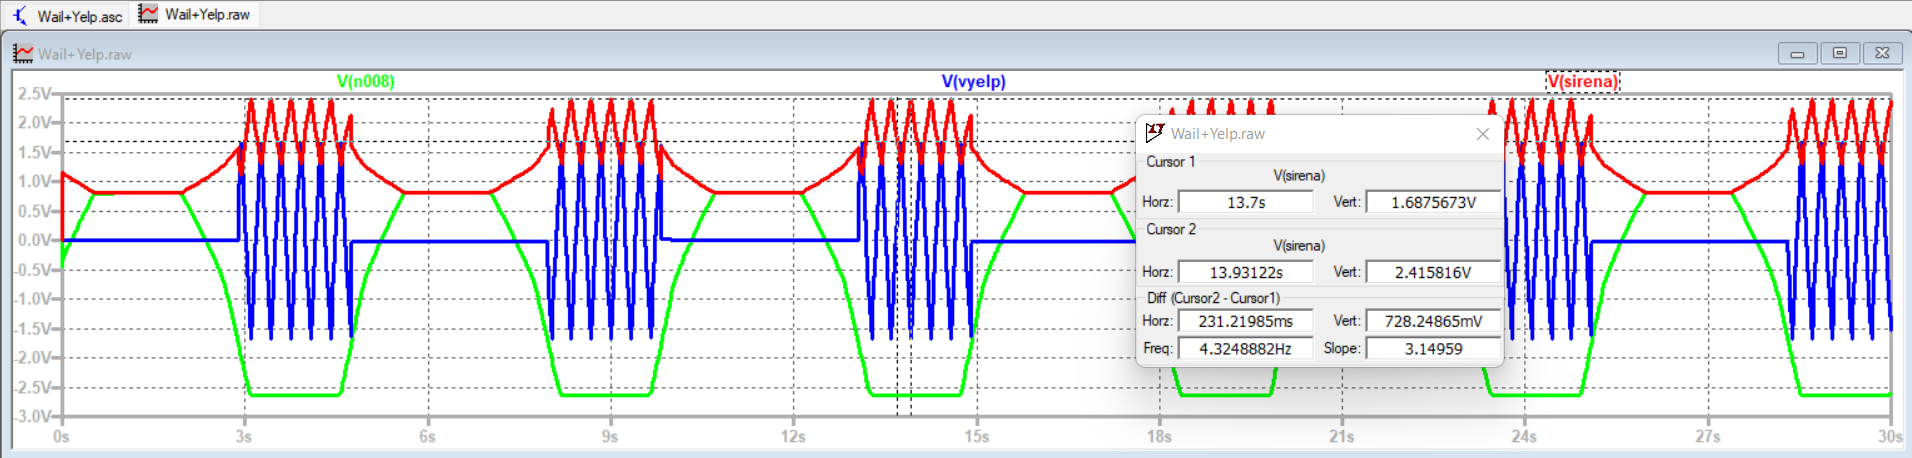 Wail+Yelp.asc Wail+Yelp.raw
Wail+Yelp.raw
V(n008) V(vyelp) V(sirena)
2.5V
2.0V
1.5V
1.0V
0.5V
0.0V
-0.5V
-1.0V
-1.5V
-2.0V
-2.5V
-3.0V
0s 3s 6s 9s 12s 15s 18s 21s 24s 27s 30s
Wail+Yelp.raw
Cursor 1
V(sirena)
Horz: 13.7s Vert: 1.6875673V
Cursor 2
V(sirena)
Horz: 13.93122s Vert: 2.415816V
Diff (Cursor2 - Cursor1)
Horz: 231.21985ms Vert: 728.24865mV
Freq: 4.3248882Hz Slope: 3.14959